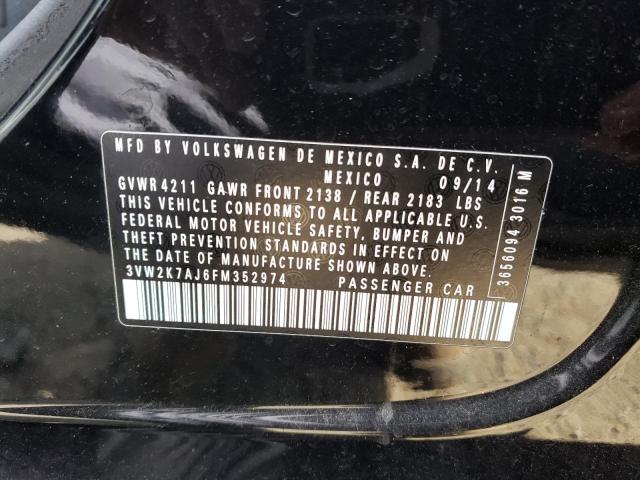 MFD BY VOLKSWAGEN DE MEXICO S.A. DE C.V.
MEXICO 09/14
GVWR 4211 GAWR FRONT 2138 / REAR 2183 LBS
THIS VEHICLE CONFORMS TO ALL APPLICABLE U.S.
FEDERAL MOTOR VEHICLE SAFETY, BUMPER AND
THEFT PREVENTION STANDARDS IN EFFECT ON
THE DATE OF MANUFACTURE SHOWN ABOVE.
3VW2K7AJ6FM352974 PASSENGER CAR
3656094 3016 M